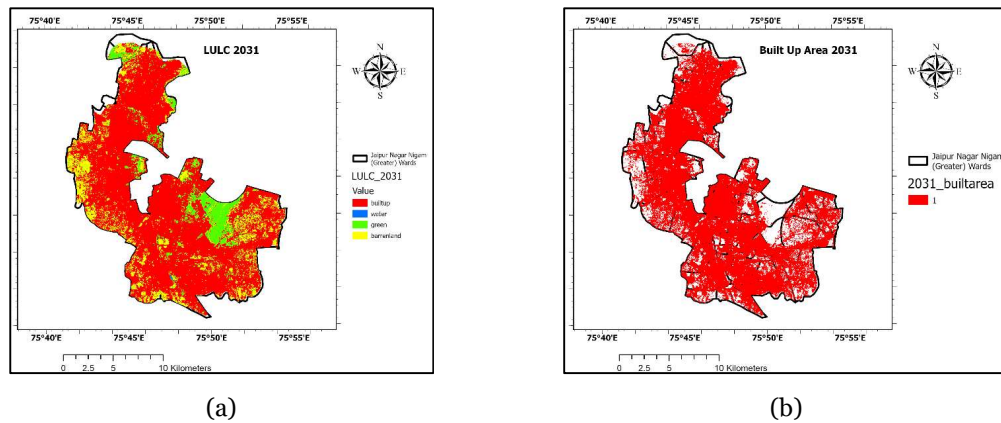 75°40'E 75°45'E 75°50'E 75°55'E
LULC 2031
N
W E
S
Jaipur Nagar Nigam
(Greater) Wards
LULC_2031
Value
builtup
water
green
barrenland
75°40'E 75°45'E 75°50'E 75°55'E
0 2.5 5 10 Kilometers
(a)
75°40'E 75°45'E 75°50'E 75°55'E
Built Up Area 2031
N
W E
S
Jaipur Nagar Nigam
(Greater) Wards
2031_builtarea
1
75°40'E 75°45'E 75°50'E 75°55'E
0 2.5 5 10 Kilometers
(b)